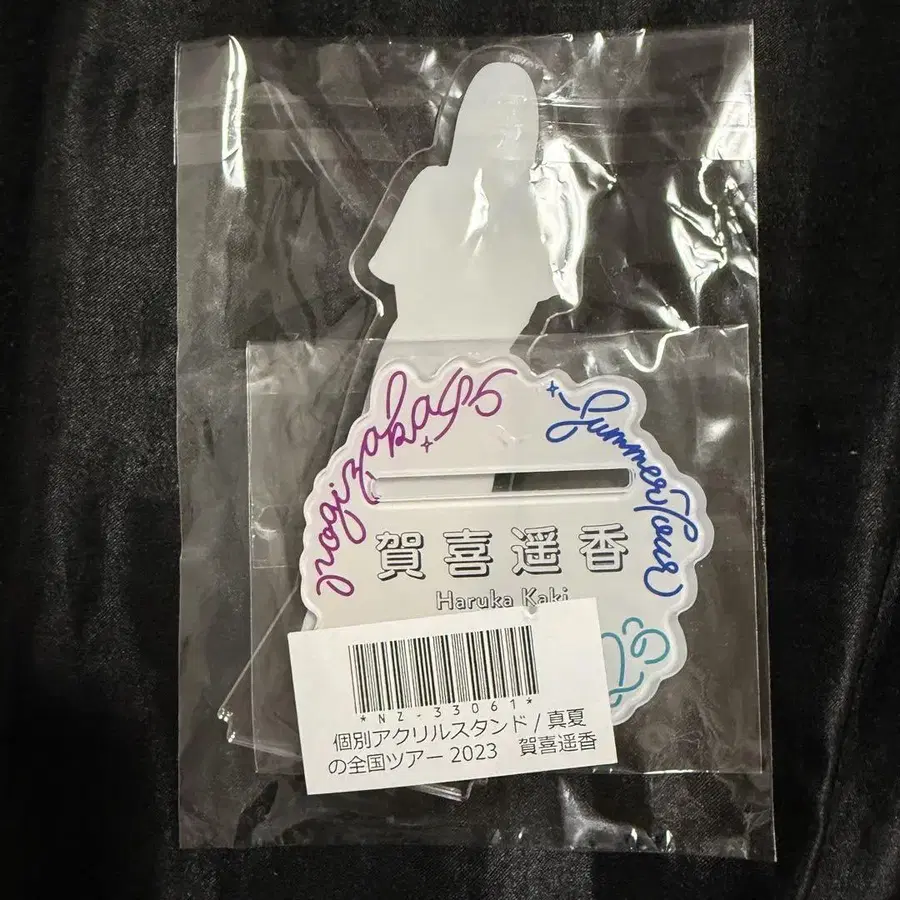 Nogizaka46
Summer Tour
賀喜遥香
Haruka Kaki
*NZ-33061*
個別アクリルスタンド / 真夏
の全国ツアー 2023 賀喜遥香